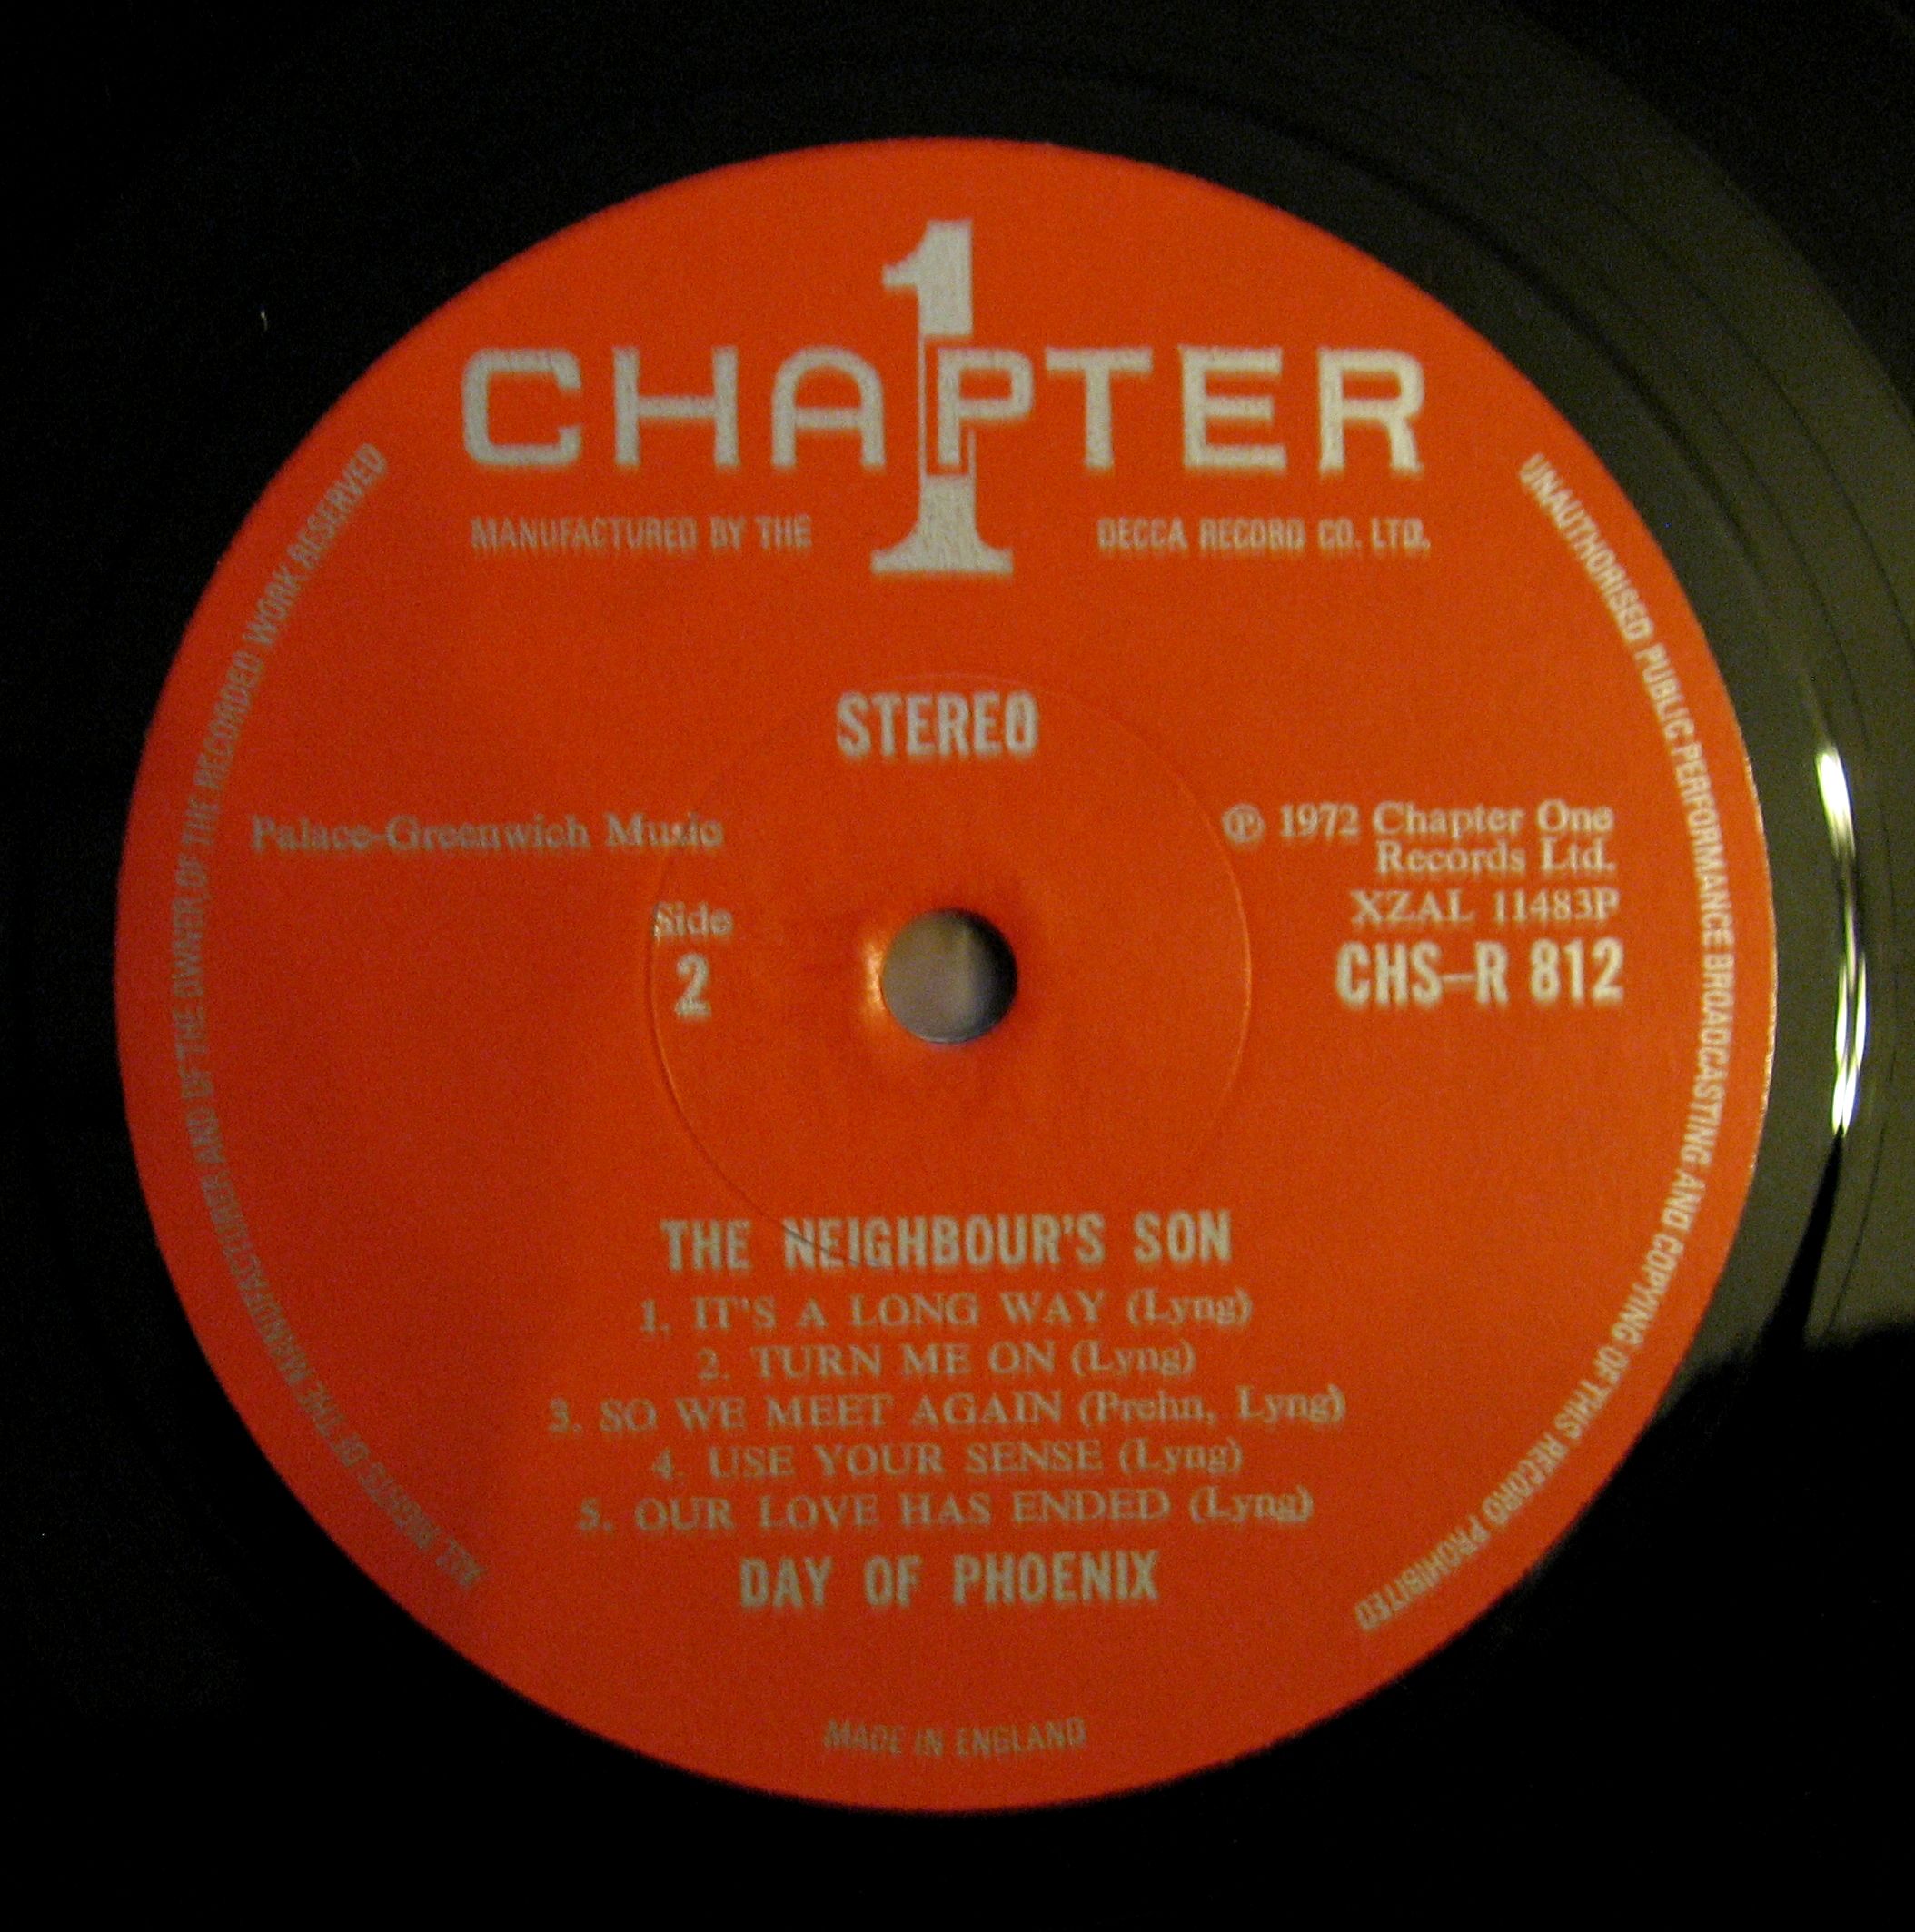 1
CHAPTER
MANUFACTURED BY THE DECCA RECORD CO. LTD.
STEREO
Palace-Greenwich Music
℗ 1972 Chapter One
Records Ltd.
XZAL 11483P
Side
2
CHS–R 812
THE NEIGHBOUR'S SON
1. IT'S A LONG WAY (Lyng)
2. TURN ME ON (Lyng)
3. SO WE MEET AGAIN (Prehn, Lyng)
4. USE YOUR SENSE (Lyng)
5. OUR LOVE HAS ENDED (Lyng)
DAY OF PHOENIX
MADE IN ENGLAND
ALL RIGHTS OF THE MANUFACTURER AND OF THE OWNER OF THE RECORDED WORK RESERVED
UNAUTHORISED PUBLIC PERFORMANCE BROADCASTING AND COPYING OF THIS RECORD PROHIBITED